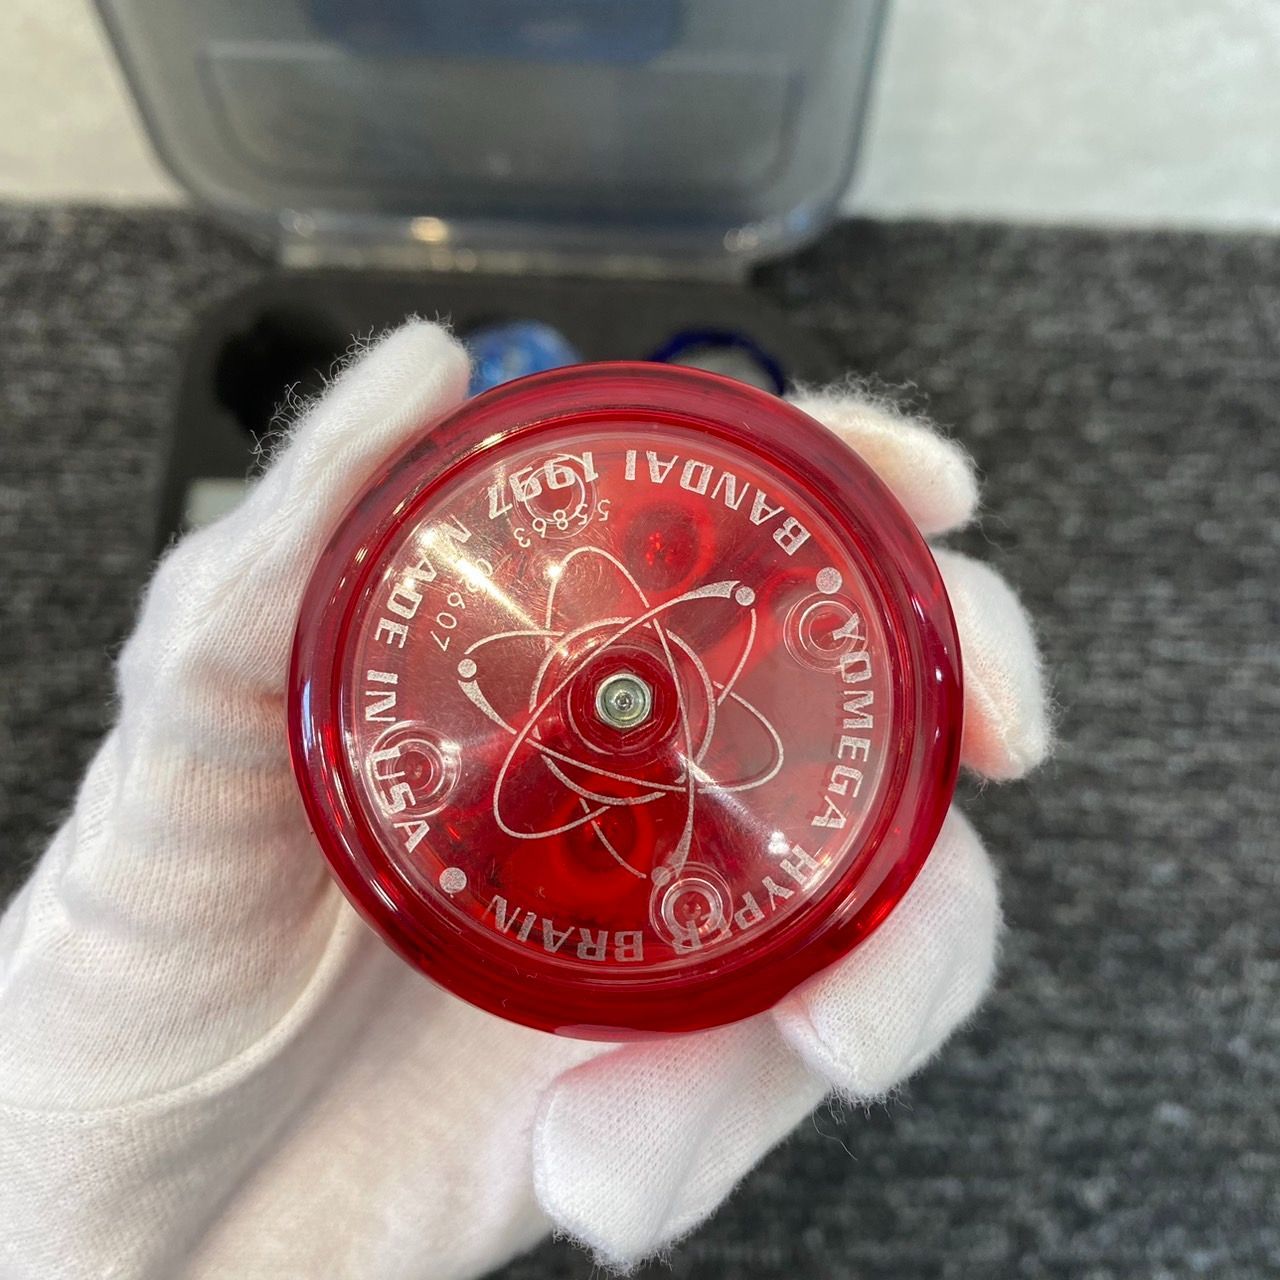 BANDAI 1997 MADE IN USA
YOMEGA HYPER BRAIN
55863